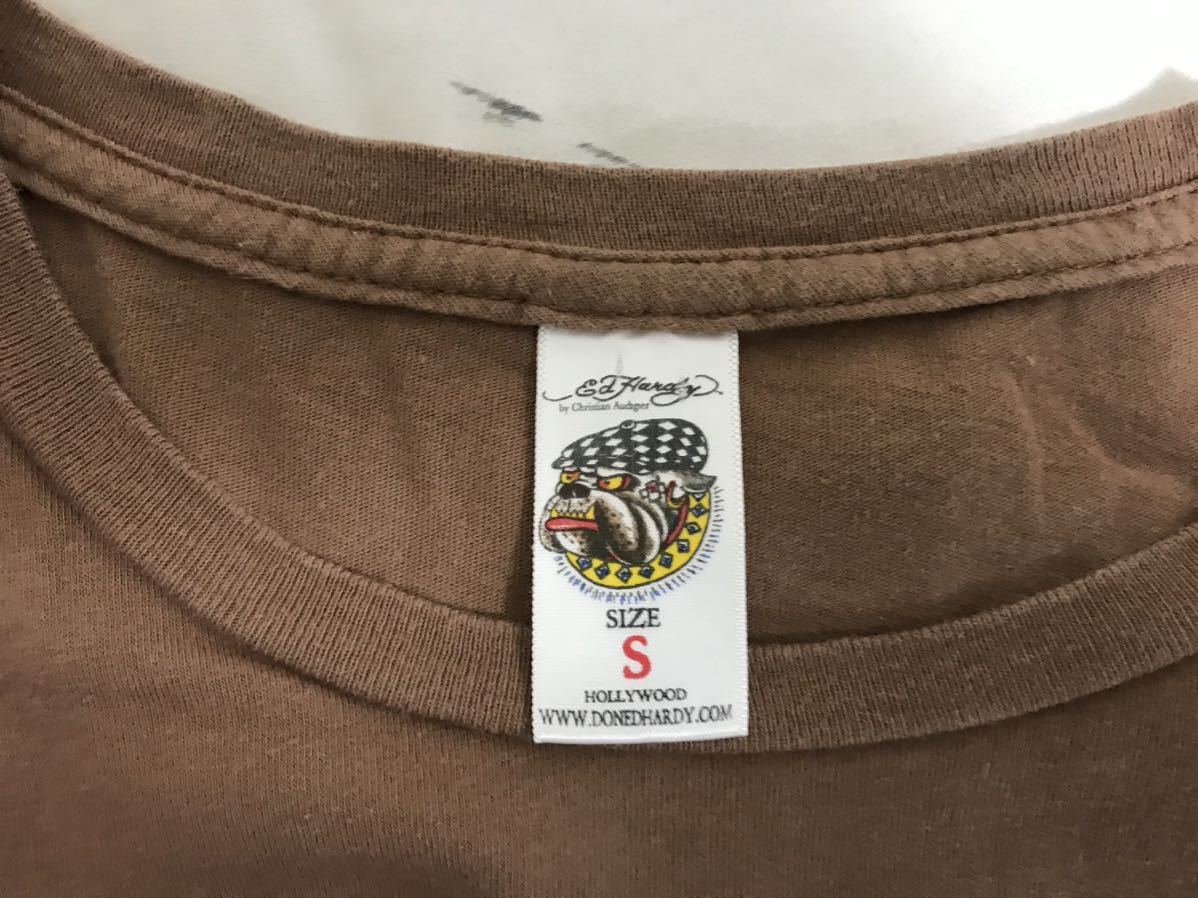 Ed Hardy
by Christian Audigier
SIZE
S
HOLLYWOOD
WWW.DONEDHARDY.COM